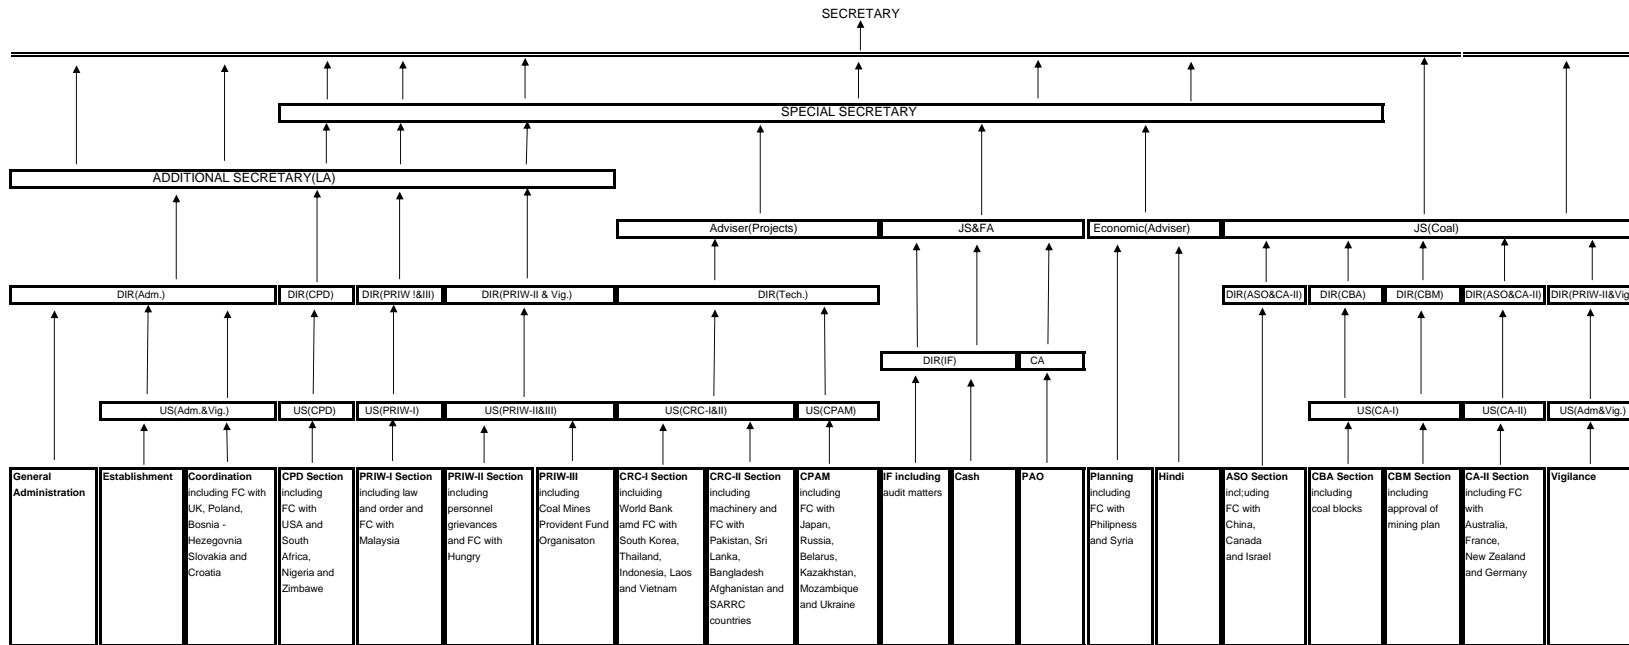 SECRETARY
SPECIAL SECRETARY
ADDITIONAL SECRETARY(LA)
Adviser(Projects)
JS&FA
Economic(Adviser)
JS(Coal)
DIR(Adm.)
DIR(CPD)
DIR(PRIW !&III)
DIR(PRIW-II & Vig.)
DIR(Tech.)
DIR(ASO&CA-II)
DIR(CBA)
DIR(CBM)
DIR(ASO&CA-II)
DIR(PRIW-II&Vig
DIR(IF)
CA
US(Adm.&Vig.)
US(CPD)
US(PRIW-I)
US(PRIW-II&III)
US(CRC-I&II)
US(CPAM)
US(CA-I)
US(CA-II)
US(Adm&Vig.)
General
Administration
Establishment
Coordination
including FC with
UK, Poland,
Bosnia -
Hezegovnia
Slovakia and
Croatia
CPD Section
including
FC with
USA and
South
Africa,
Nigeria and
Zimbawe
PRIW-I Section
including law
and order and
FC with
Malaysia
PRIW-II Section
including
personnel
grievances
and FC with
Hungry
PRIW-III
including
Coal Mines
Provident Fund
Organisaton
CRC-I Section
incluiding
World Bank
amd FC with
South Korea,
Thailand,
Indonesia, Laos
and Vietnam
CRC-II Section
including
machinery and
FC with
Pakistan, Sri
Lanka,
Bangladesh
Afghanistan and
SARRC
countries
CPAM
including
FC with
Japan,
Russia,
Belarus,
Kazakhstan,
Mozambique
and Ukraine
IF including
audit matters
Cash
PAO
Planning
including
FC with
Philipness
and Syria
Hindi
ASO Section
incl;uding
FC with
China,
Canada
and Israel
CBA Section
including
coal blocks
CBM Section
including
approval of
mining plan
CA-II Section
including FC
with
Australia,
France,
New Zealand
and Germany
Vigilance